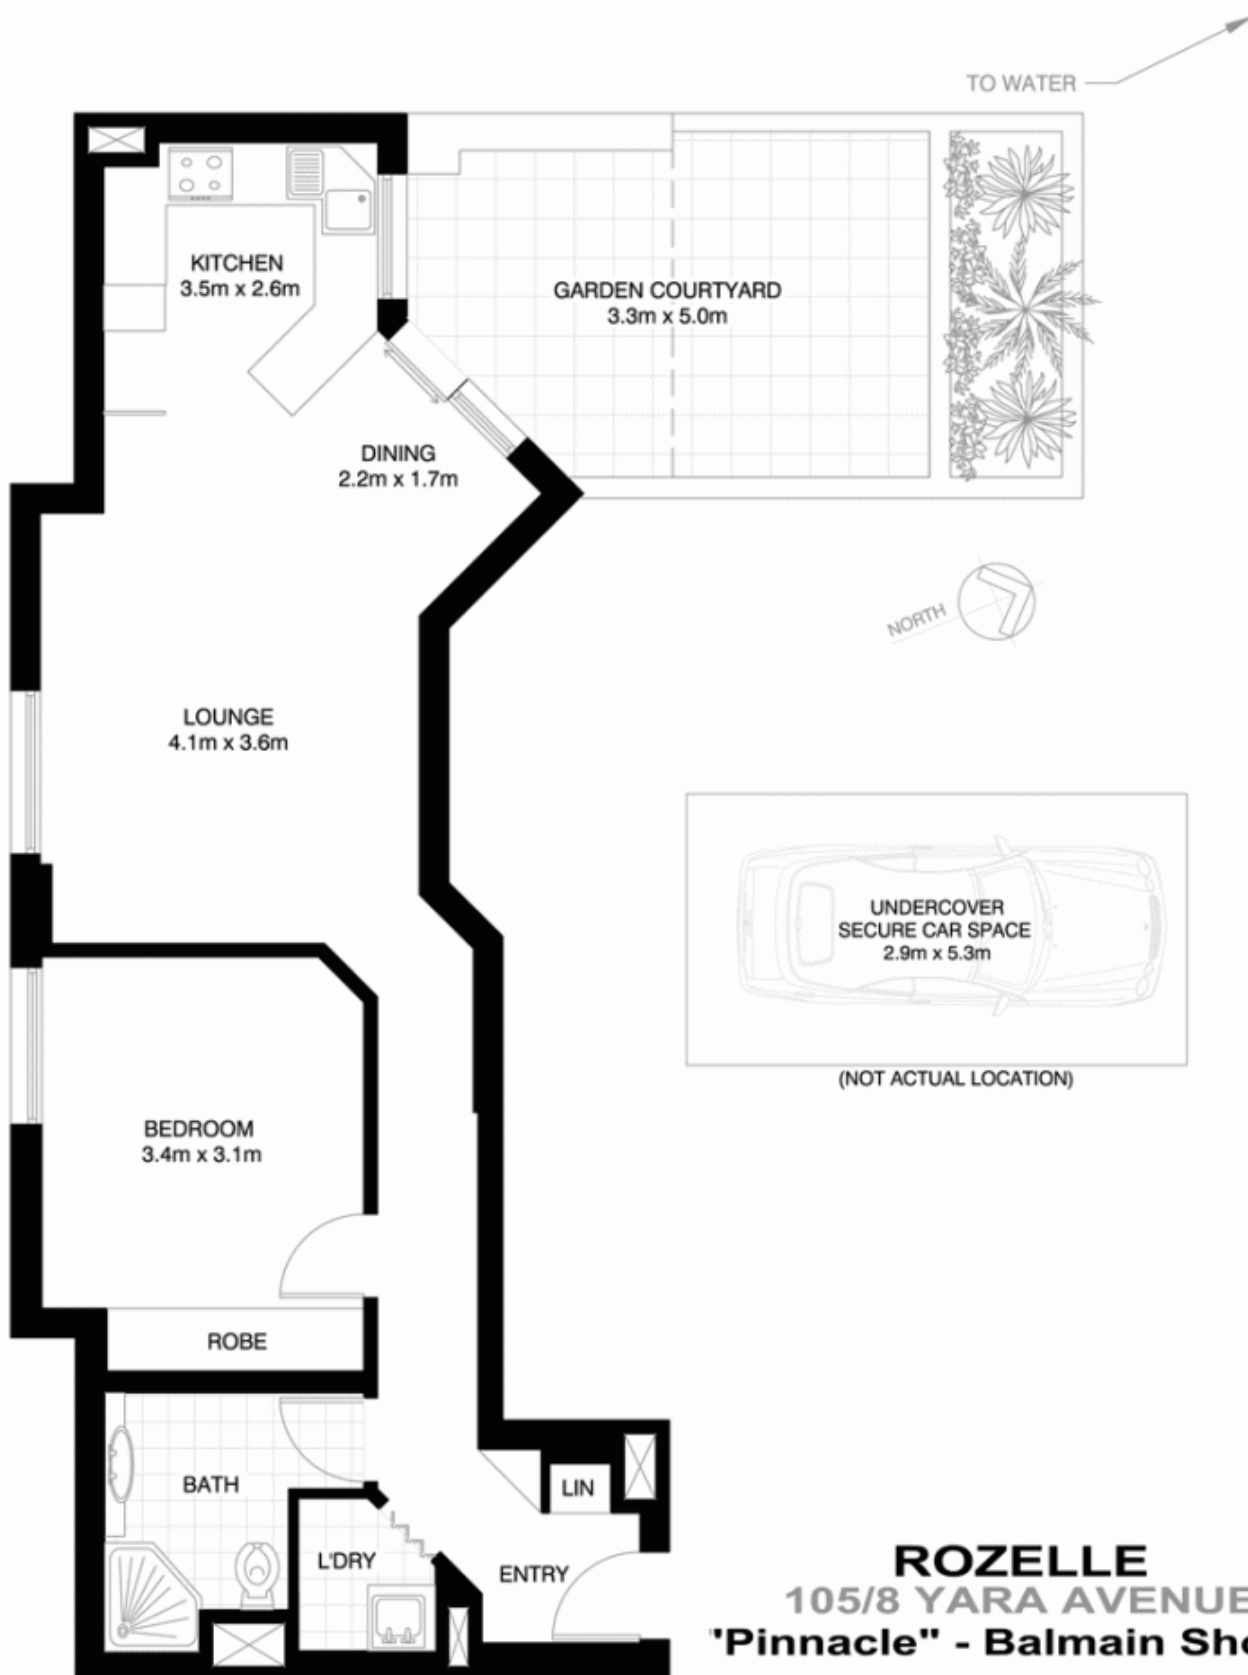 TO WATER
KITCHEN
3.5m x 2.6m
GARDEN COURTYARD
3.3m x 5.0m
DINING
2.2m x 1.7m
NORTH
LOUNGE
4.1m x 3.6m
UNDERCOVER
SECURE CAR SPACE
2.9m x 5.3m
(NOT ACTUAL LOCATION)
BEDROOM
3.4m x 3.1m
ROBE
BATH
LIN
L'DRY
ENTRY
ROZELLE
105/8 YARA AVENUE
"Pinnacle" - Balmain